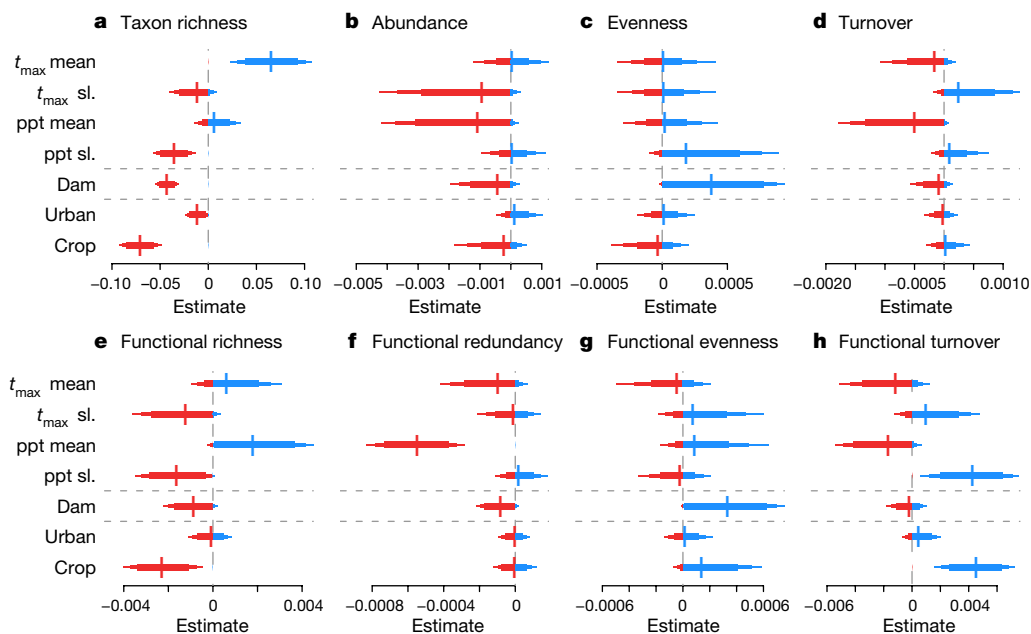 a Taxon richness b Abundance c Evenness d Turnover
tmax mean
tmax sl.
ppt mean
ppt sl.
Dam
Urban
Crop
−0.10 −0.05 0 0.05 0.10 −0.005 −0.003 −0.001 0.001 −0.0005 0 0.0005 −0.0020 −0.0005 0.0010
Estimate Estimate Estimate Estimate
e Functional richness f Functional redundancy g Functional evenness h Functional turnover
tmax mean
tmax sl.
ppt mean
ppt sl.
Dam
Urban
Crop
−0.004 0 0.004 −0.0008 −0.0004 0 −0.0006 0 0.0006 −0.006 0 0.004
Estimate Estimate Estimate Estimate